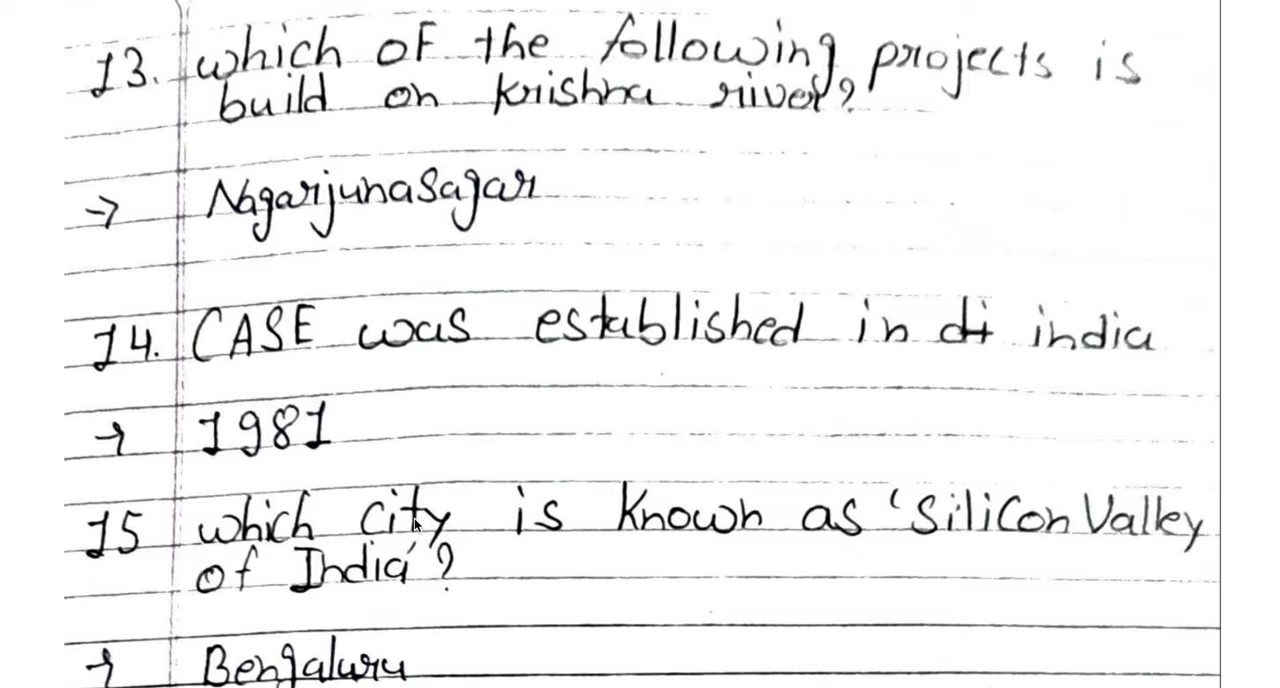 13. which of the following projects is
build on krishna river?
→ Nagarjunasagar
14. CASE was established in india
→ 1981
15 which city is known as 'Silicon Valley
of India'?
→ Bengaluru